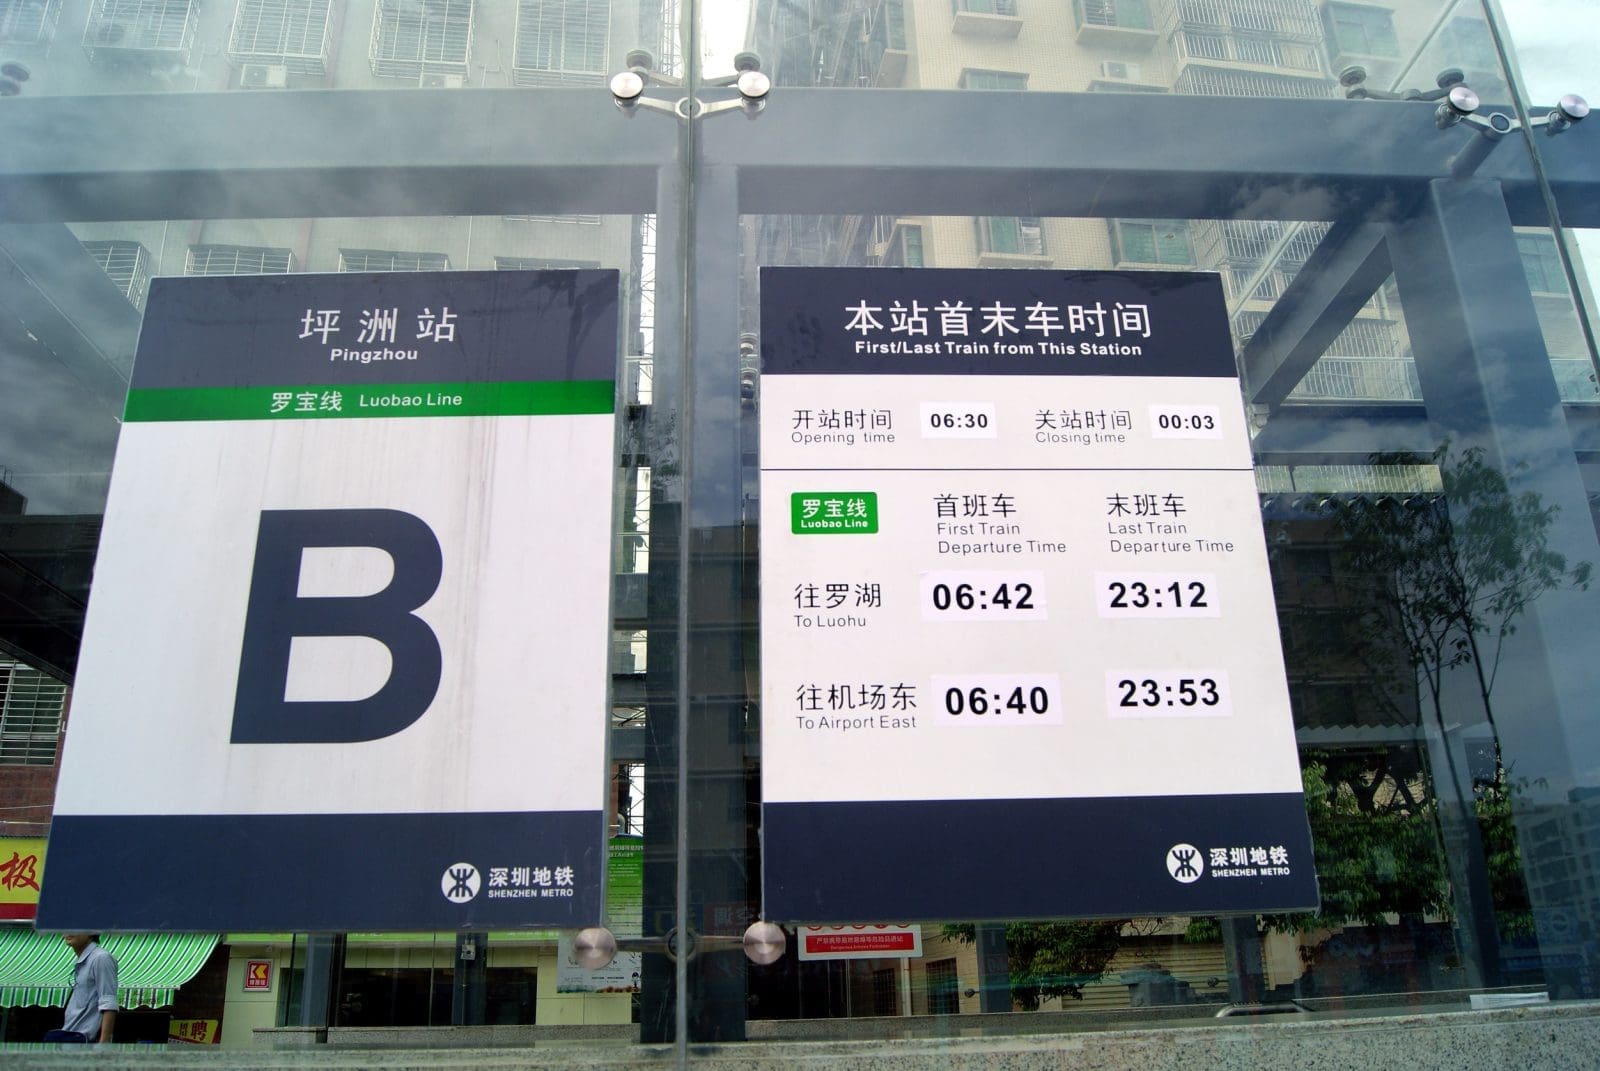 坪洲站
Pingzhou
罗宝线 Luobao Line
B
深圳地铁
SHENZHEN METRO
本站首末车时间
First/Last Train from This Station
开站时间 06:30 关站时间 00:03
Opening time Closing time
罗宝线 首班车 末班车
Luobao Line First Train Last Train
Departure Time Departure Time
往罗湖 06:42 23:12
To Luohu
往机场东 06:40 23:53
To Airport East
深圳地铁
SHENZHEN METRO
极
聘